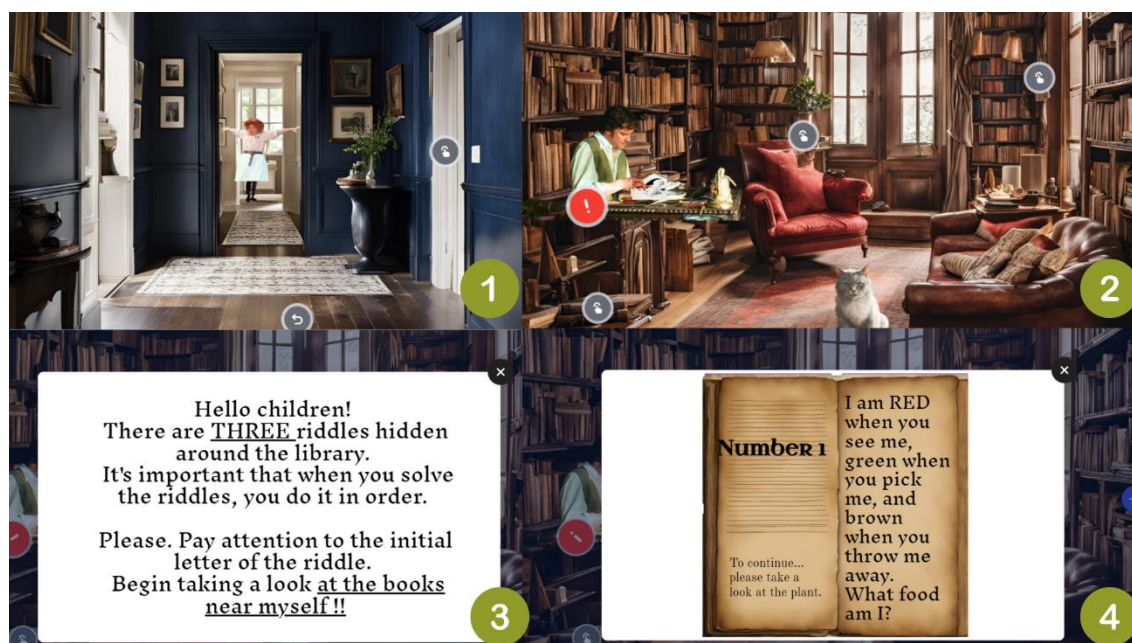 1
2
Hello children!
There are THREE riddles hidden
around the library.
It's important that when you solve
the riddles, you do it in order.
Please. Pay attention to the initial
letter of the riddle.
Begin taking a look at the books
near myself !!
3
Number 1
To continue...
please take a
look at the plant.
I am RED
when you
see me,
green when
you pick
me, and
brown
when you
throw me
away.
What food
am I?
4